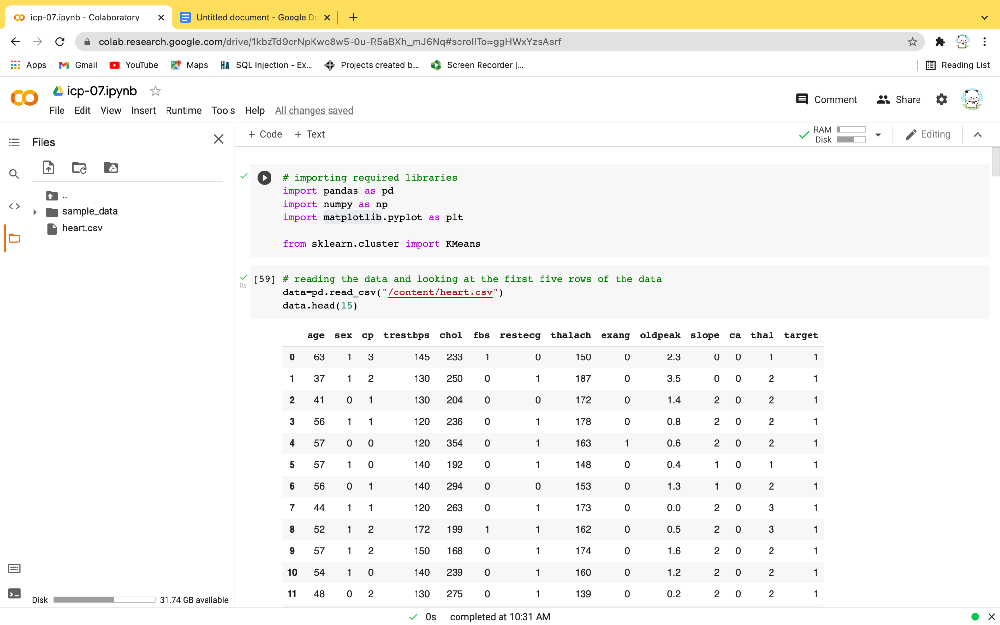 icp-07.ipynb - Colaboratory
Untitled document - Google Do
colab.research.google.com/drive/1kbzTd9crNpKwc8w5-0u-R5aBXh_mJ6Nq#scrollTo=ggHWxYzsAsrf
Apps Gmail YouTube Maps HA SQL Injection - Ex... Projects created b... Screen Recorder |... Reading List
icp-07.ipynb
Comment Share
File Edit View Insert Runtime Tools Help All changes saved
Files
+ Code + Text
RAM
Disk
Editing
..
sample_data
heart.csv
# importing required libraries
import pandas as pd
import numpy as np
import matplotlib.pyplot as plt
from sklearn.cluster import KMeans
0s
[59] # reading the data and looking at the first five rows of the data
data=pd.read_csv("/content/heart.csv")
data.head(15)
age sex cp trestbps chol fbs restecg thalach exang oldpeak slope ca thal target
0 63 1 3 145 233 1 0 150 0 2.3 0 0 1 1
1 37 1 2 130 250 0 1 187 0 3.5 0 0 2 1
2 41 0 1 130 204 0 0 172 0 1.4 2 0 2 1
3 56 1 1 120 236 0 1 178 0 0.8 2 0 2 1
4 57 0 0 120 354 0 1 163 1 0.6 2 0 2 1
5 57 1 0 140 192 0 1 148 0 0.4 1 0 1 1
6 56 0 1 140 294 0 0 153 0 1.3 1 0 2 1
7 44 1 1 120 263 0 1 173 0 0.0 2 0 3 1
8 52 1 2 172 199 1 1 162 0 0.5 2 0 3 1
9 57 1 2 150 168 0 1 174 0 1.6 2 0 2 1
10 54 1 0 140 239 0 1 160 0 1.2 2 0 2 1
11 48 0 2 130 275 0 1 139 0 0.2 2 0 2 1
Disk 31.74 GB available
0s completed at 10:31 AM